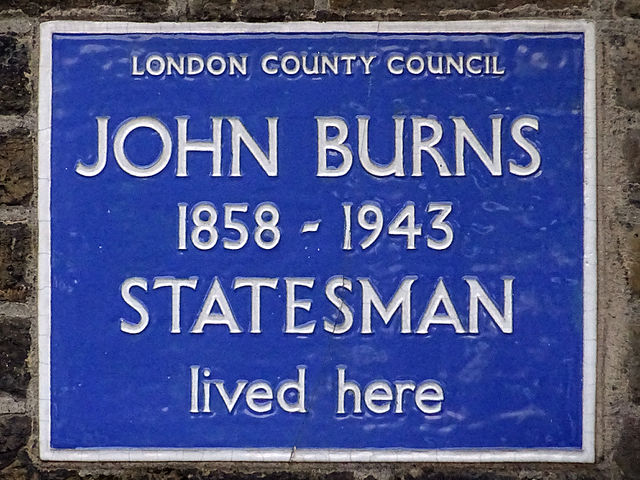 LONDON COUNTY COUNCIL
JOHN BURNS
1858 - 1943
STATESMAN
lived here